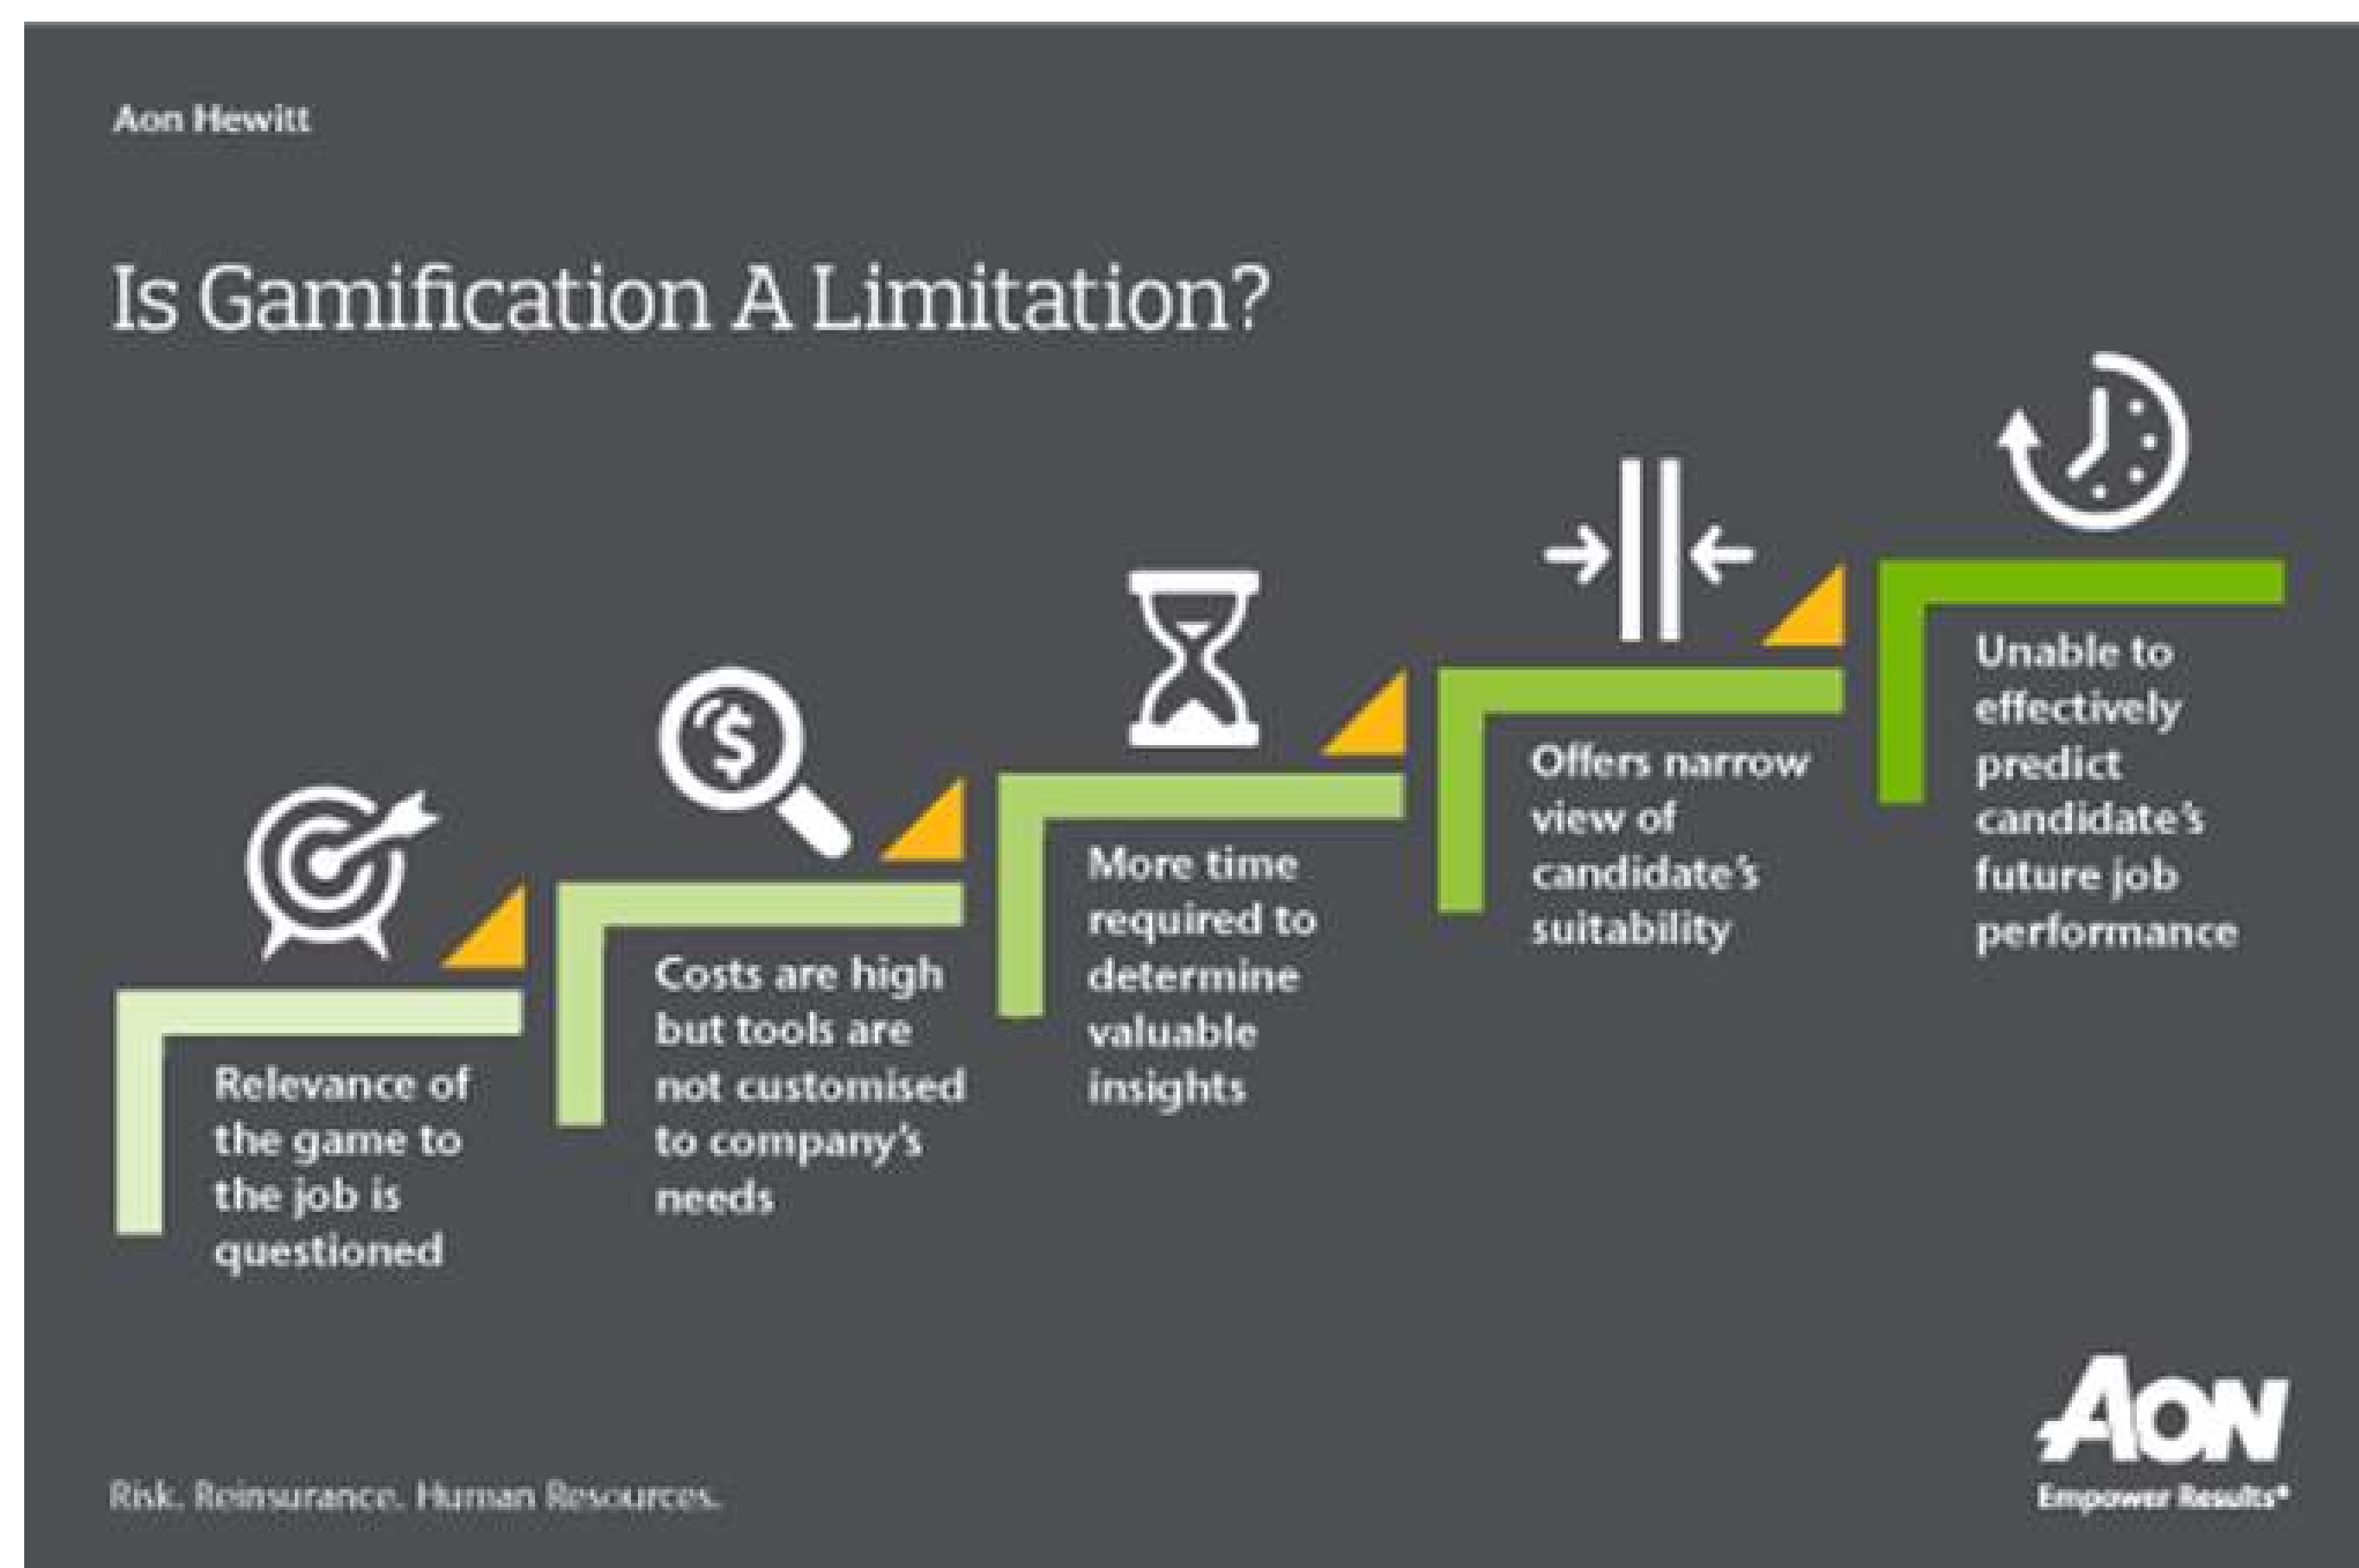 Aon Hewitt
Is Gamification A Limitation?
$
Relevance of
the game to
the job is
questioned
Costs are high
but tools are
not customised
to company's
needs
More time
required to
determine
valuable
insights
Offers narrow
view of
candidate's
suitability
Unable to
effectively
predict
candidate's
future job
performance
Risk. Reinsurance. Human Resources.
AON
Empower Results®